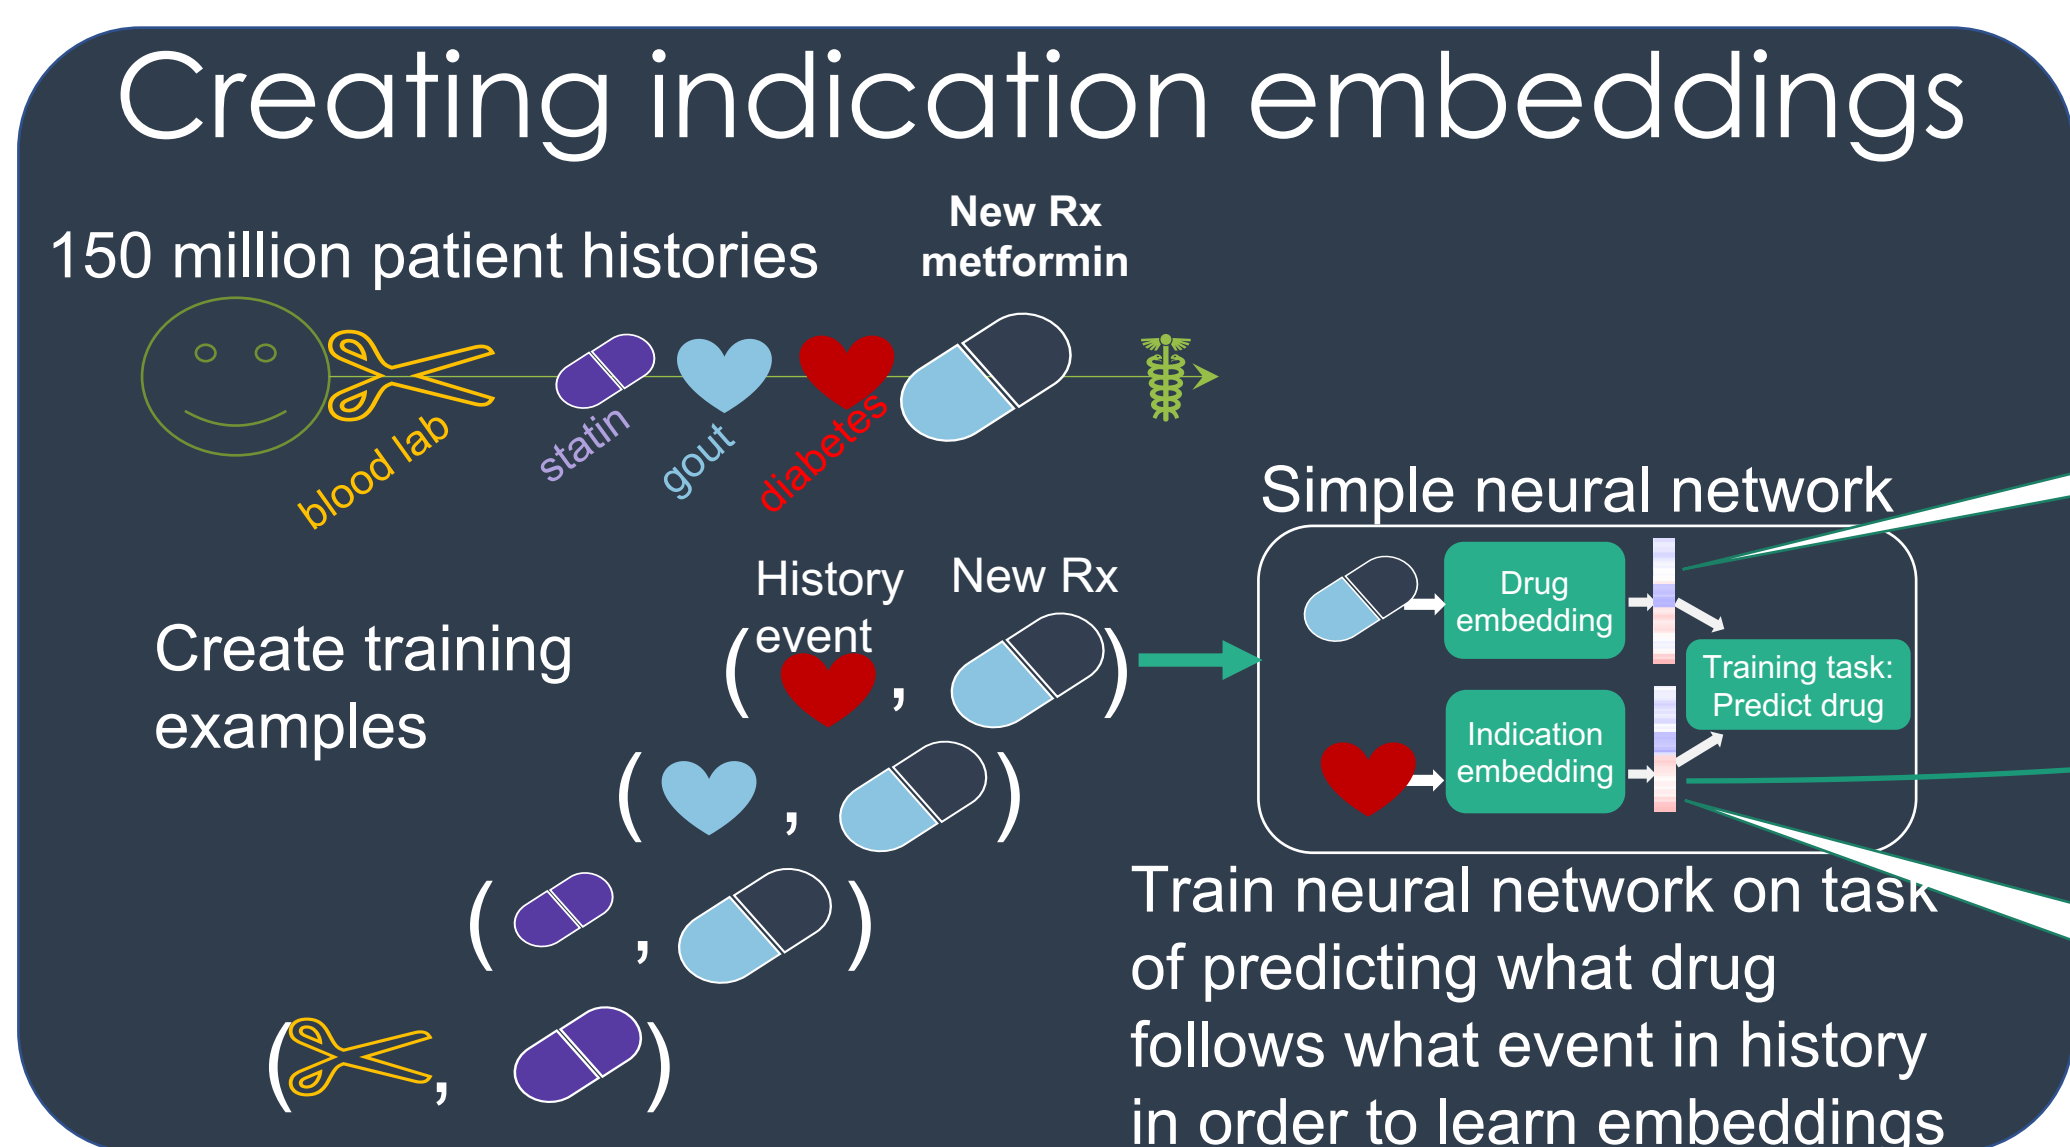 Creating indication embeddings
150 million patient histories
New Rx
metformin
blood lab
statin
gout
diabetes
Simple neural network
Drug
embedding
Training task:
Predict drug
Indication
embedding
Create training
examples
History
event
New Rx
( , )
( , )
( , )
( , )
Train neural network on task
of predicting what drug
follows what event in history
in order to learn embeddings